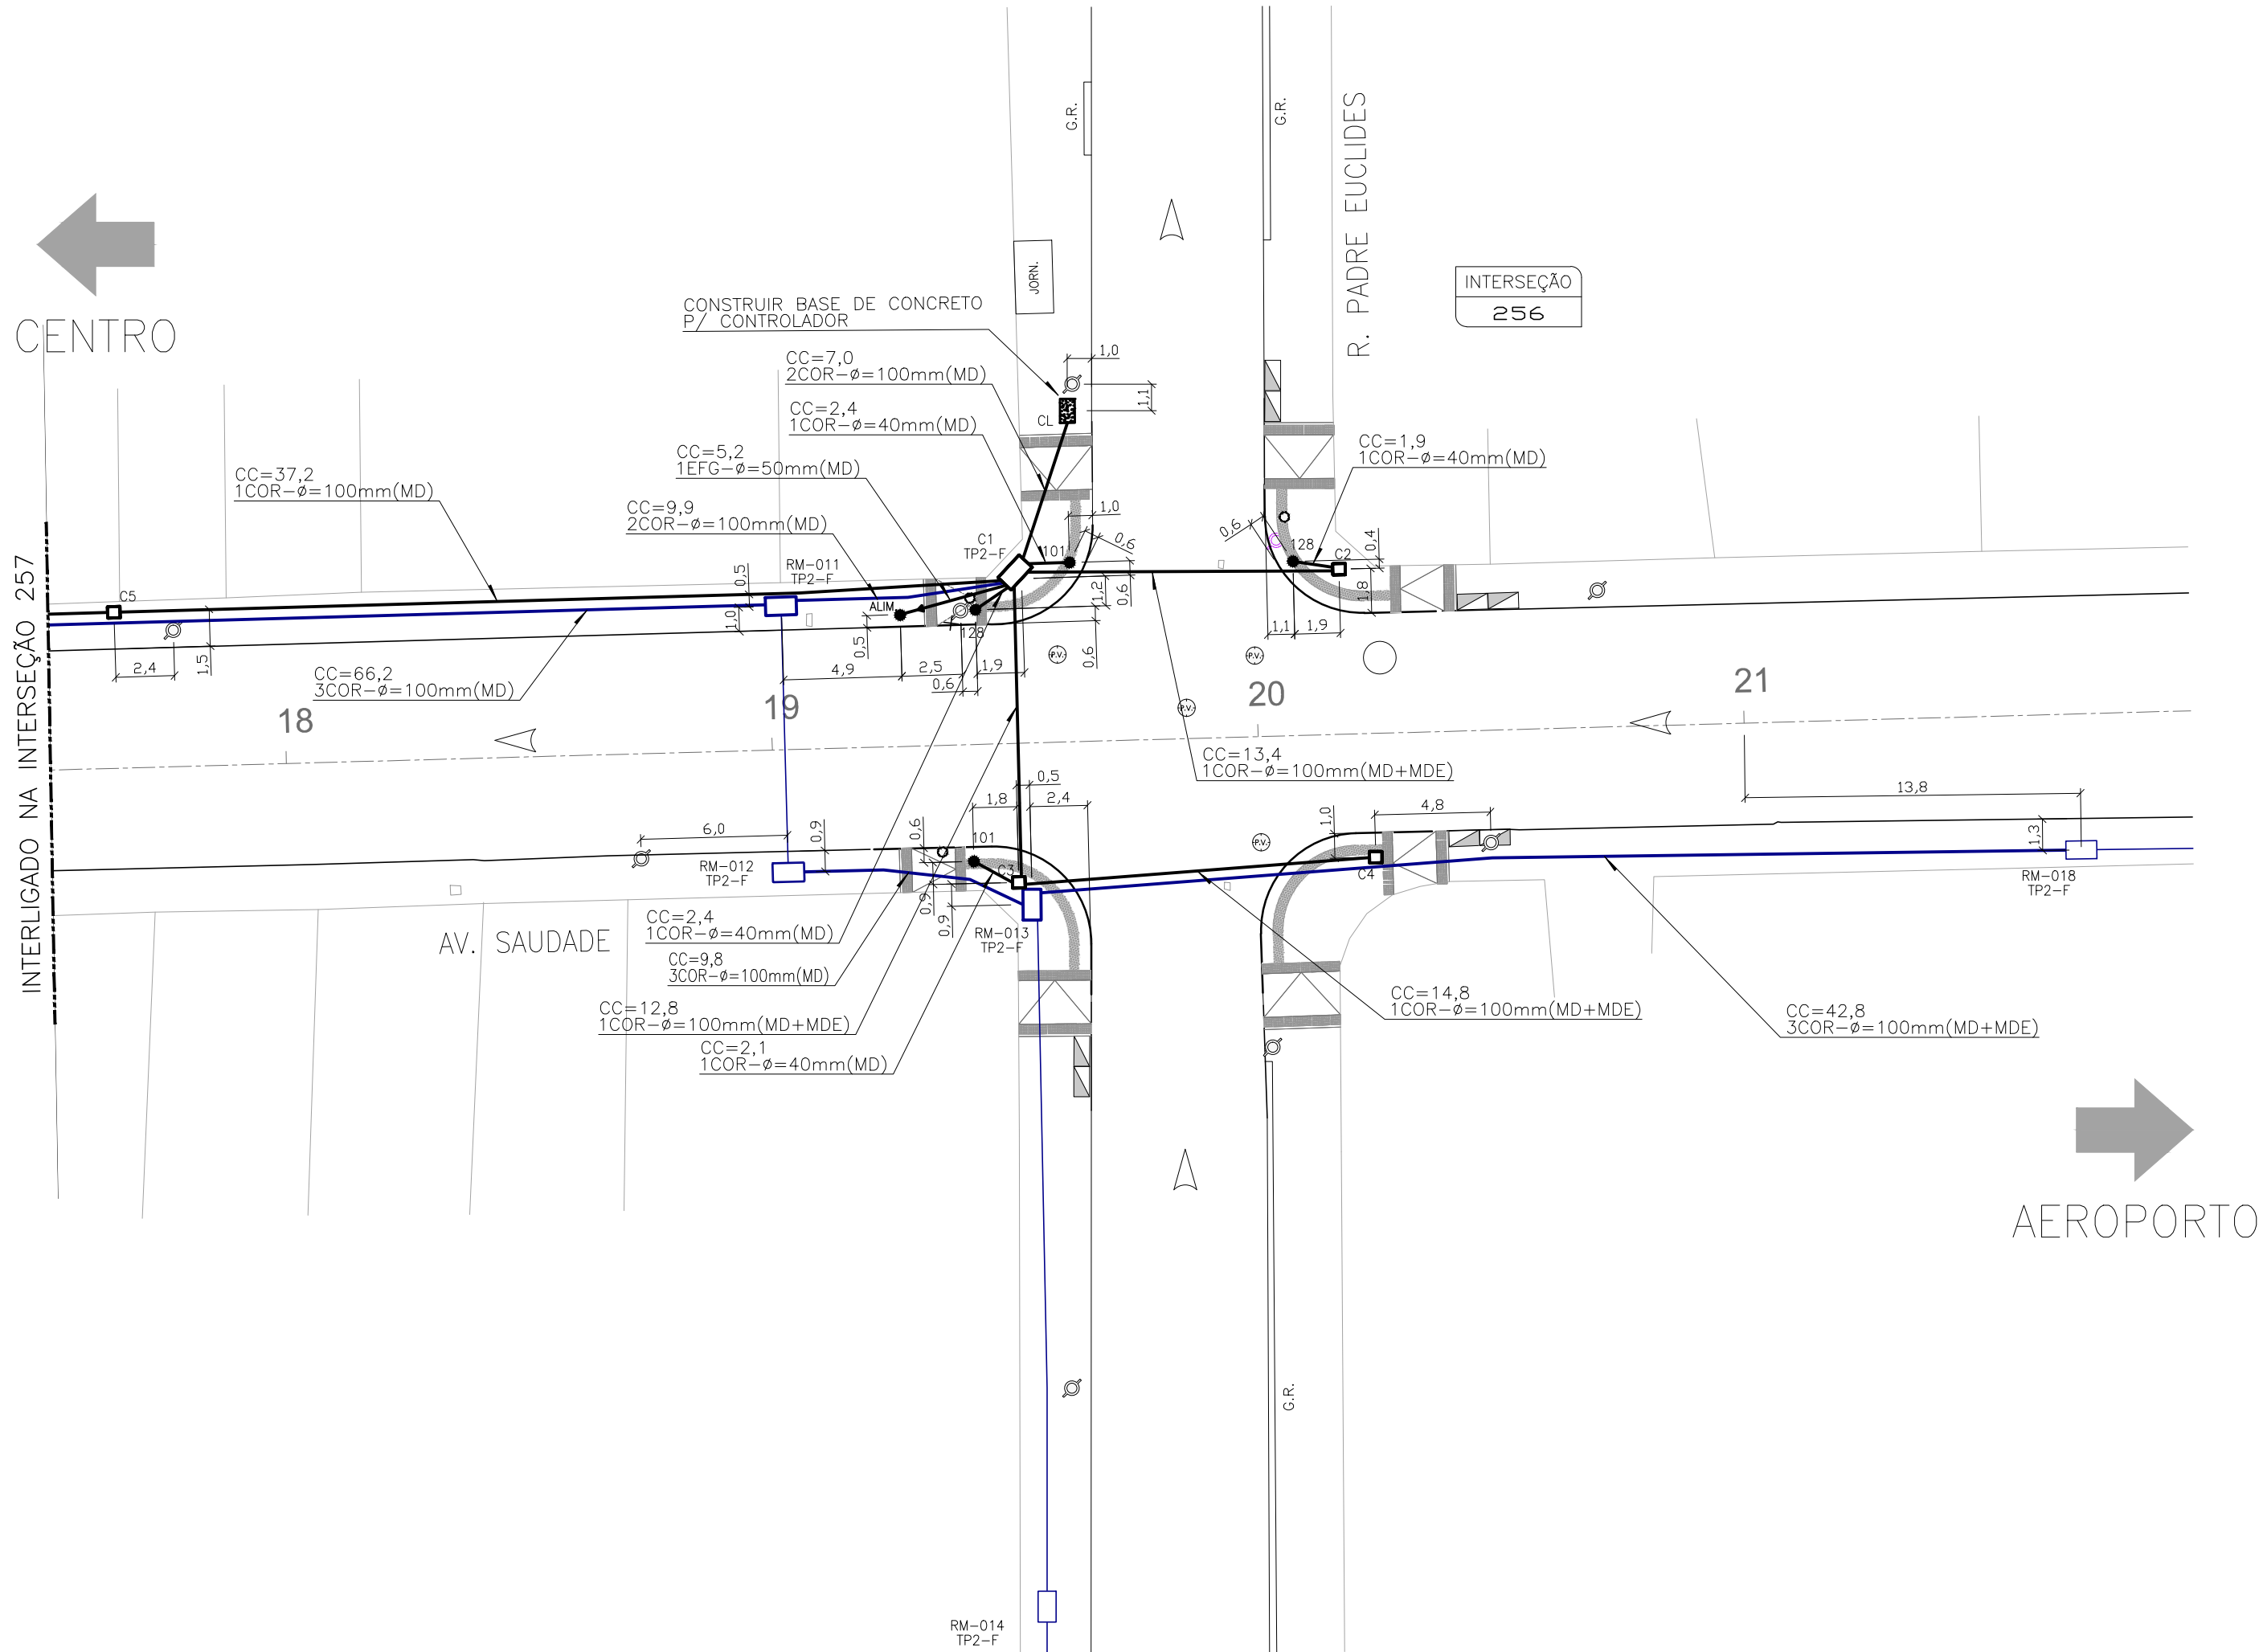 G.R.
G.R.
R. PADRE EUCLIDES
JORN.
INTERSEÇÃO
256
CENTRO
CONSTRUIR BASE DE CONCRETO
P/ CONTROLADOR
1,0
CC=7,0
2COR-ø=100mm(MD)
1,1
CC=2,4
1COR-ø=40mm(MD)
CL
CC=5,2
1EFG-ø=50mm(MD)
CC=1,9
1COR-ø=40mm(MD)
CC=37,2
1COR-ø=100mm(MD)
CC=9,9
2COR-ø=100mm(MD)
1,0
0,6
0,6
C1
TP2-F
101
128
C2
0,4
RM-011
TP2-F
0,5
1,2
0,6
1,8
C5
ALIM.
1,0
128
0,5
1,1
1,9
P.V.
P.V.
0,6
2,4
1,5
4,9
2,5
1,9
0,6
CC=66,2
3COR-ø=100mm(MD)
18
19
20
21
P.V.
INTERLIGADO NA INTERSEÇÃO 257
CC=13,4
1COR-ø=100mm(MD+MDE)
0,5
1,8
2,4
13,8
4,8
1,0
6,0
0,9
0,6
101
P.V.
1,3
RM-012
TP2-F
C3
C4
RM-018
TP2-F
0,9
0,9
CC=2,4
1COR-ø=40mm(MD)
RM-013
TP2-F
AV. SAUDADE
CC=9,8
3COR-ø=100mm(MD)
CC=12,8
1COR-ø=100mm(MD+MDE)
CC=14,8
1COR-ø=100mm(MD+MDE)
CC=42,8
3COR-ø=100mm(MD+MDE)
CC=2,1
1COR-ø=40mm(MD)
AEROPORTO
G.R.
RM-014
TP2-F